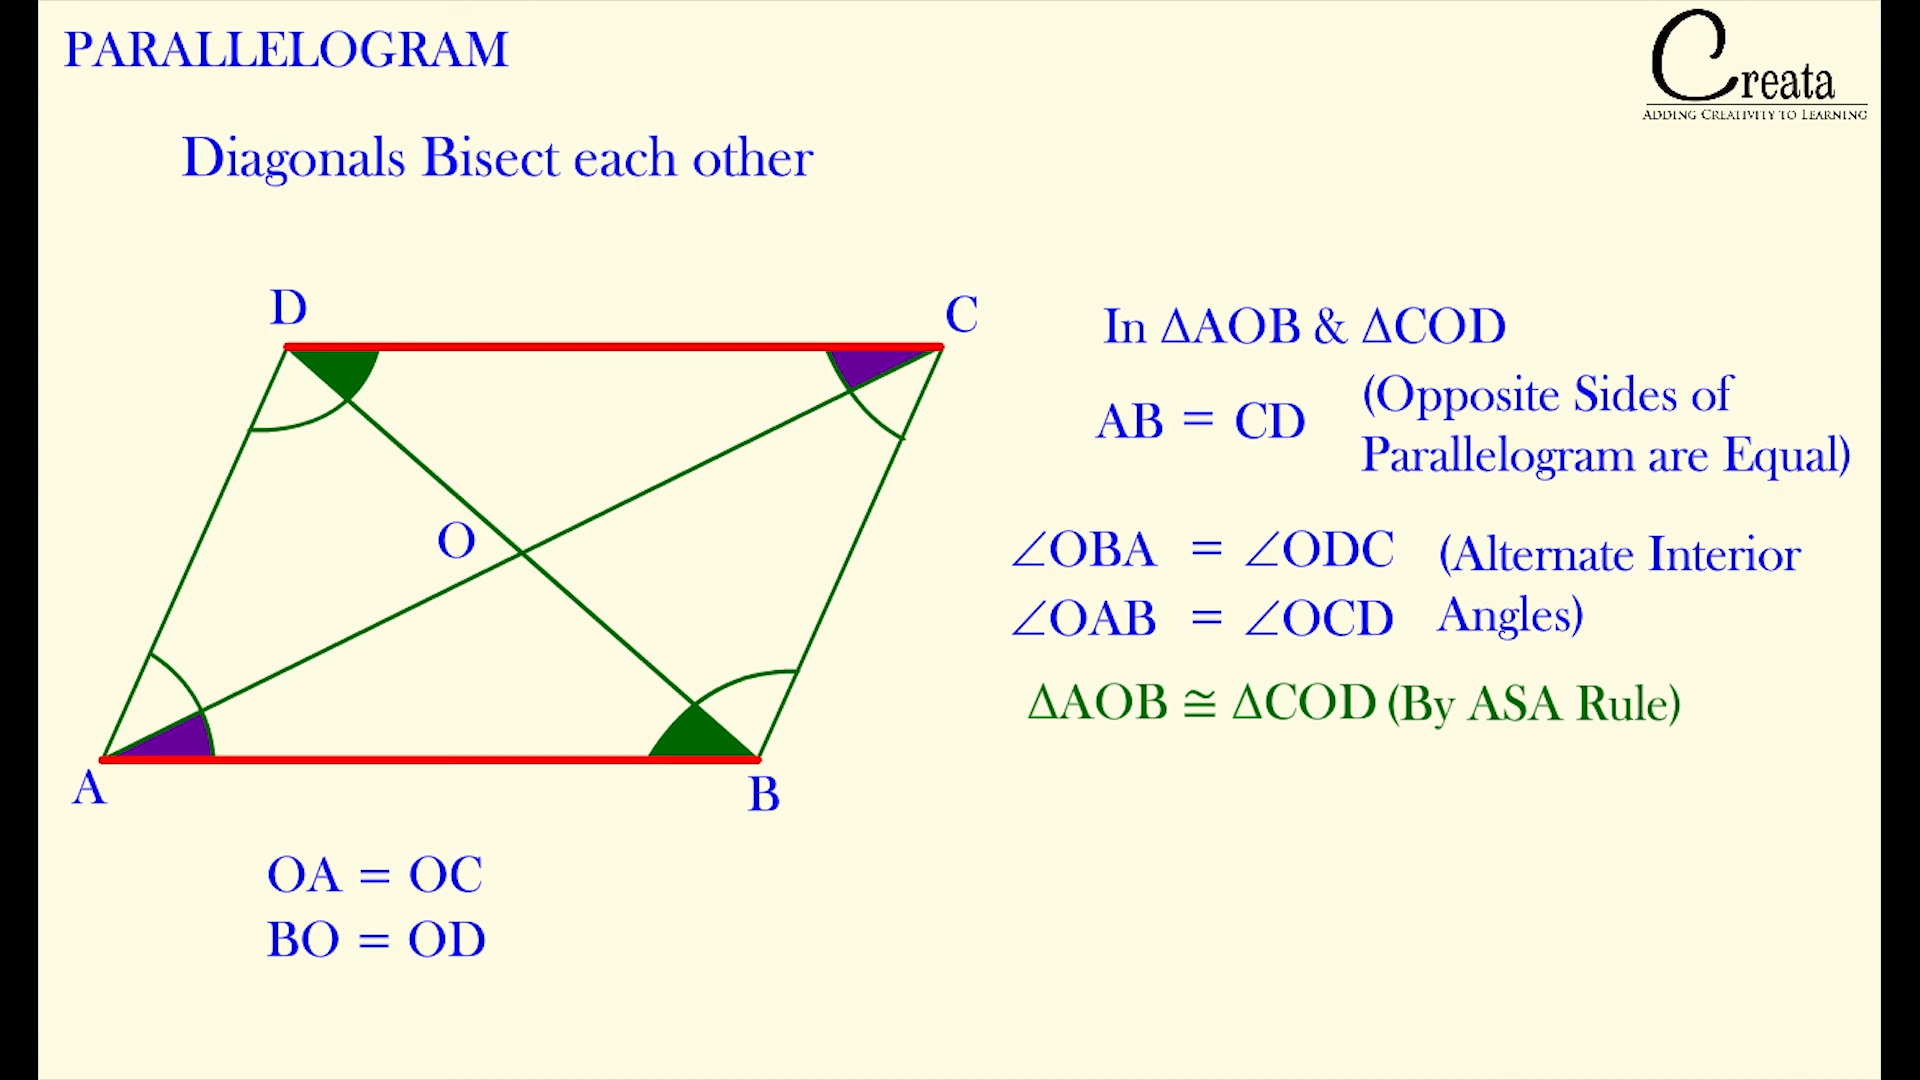 PARALLELOGRAM
Creata
ADDING CREATIVITY TO LEARNING
Diagonals Bisect each other
D
C
O
A
B
In ΔAOB & ΔCOD
AB = CD (Opposite Sides of
Parallelogram are Equal)
∠OBA = ∠ODC (Alternate Interior
∠OAB = ∠OCD Angles)
ΔAOB ≅ ΔCOD (By ASA Rule)
OA = OC
BO = OD